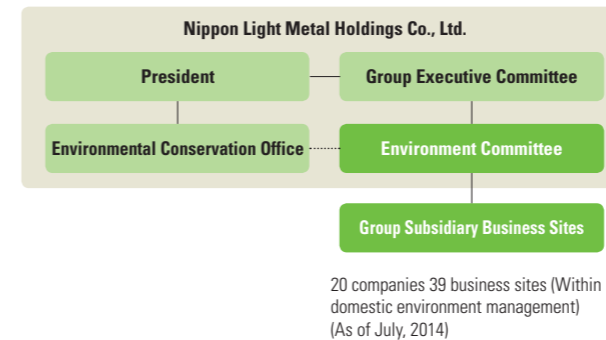 Nippon Light Metal Holdings Co., Ltd.
President
Group Executive Committee
Environmental Conservation Office
Environment Committee
Group Subsidiary Business Sites
20 companies 39 business sites (Within
domestic environment management)
(As of July, 2014)